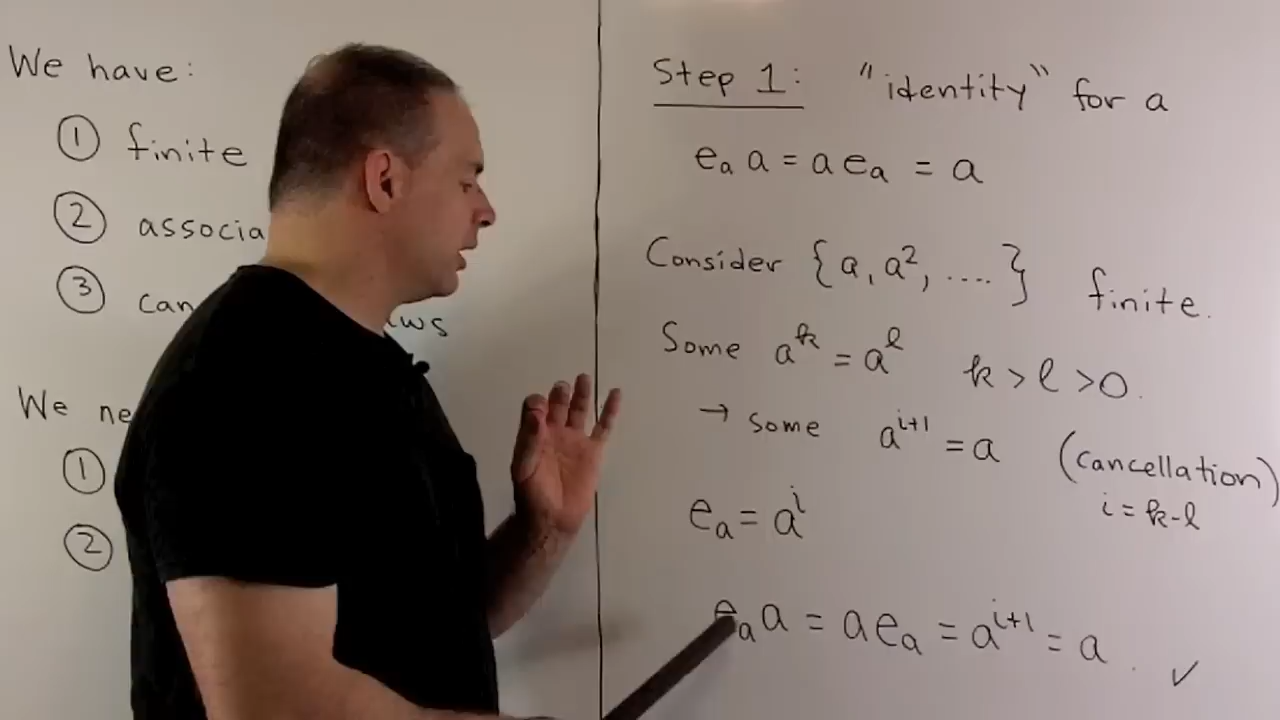 We have:
① finite
② associa
③ can ws
We ne
①
②
Step 1: "identity" for a
eₐ a = a eₐ = a
Consider {a, a², ....} finite.
Some aᵏ = aˡ k > l > 0.
→ some aⁱ⁺¹ = a (cancellation)
i = k-l
eₐ = aⁱ
eₐ a = a eₐ = aⁱ⁺¹ = a. ✓